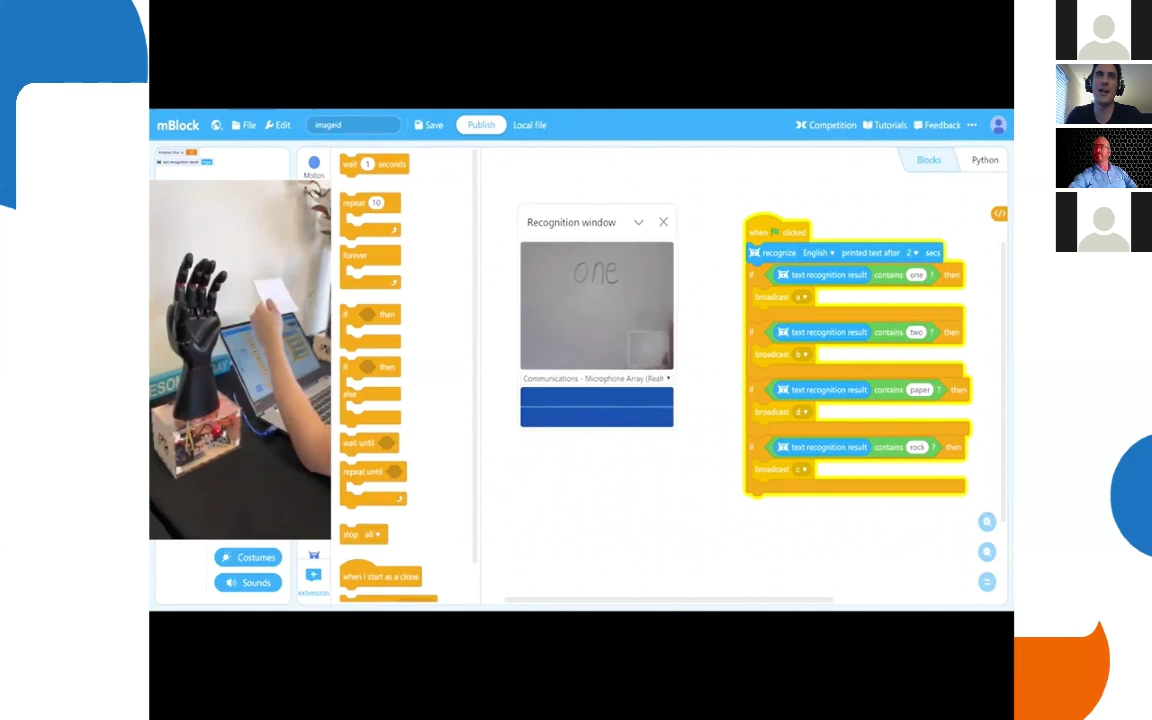 mBlock File Edit imageid Save Publish Local file Competition Tutorials Feedback
Motion
Costumes
Sounds
extension
wait 1 seconds
repeat 10
forever
if then
if then
else
wait until
repeat until
stop all
when I start as a clone
Recognition window
one
Communications - Microphone Array (Realt
Blocks Python
when clicked
recognize English printed text after 2 secs
if text recognition result contains one ? then
broadcast a
if text recognition result contains two ? then
broadcast b
if text recognition result contains paper ? then
broadcast d
if text recognition result contains rock ? then
broadcast c